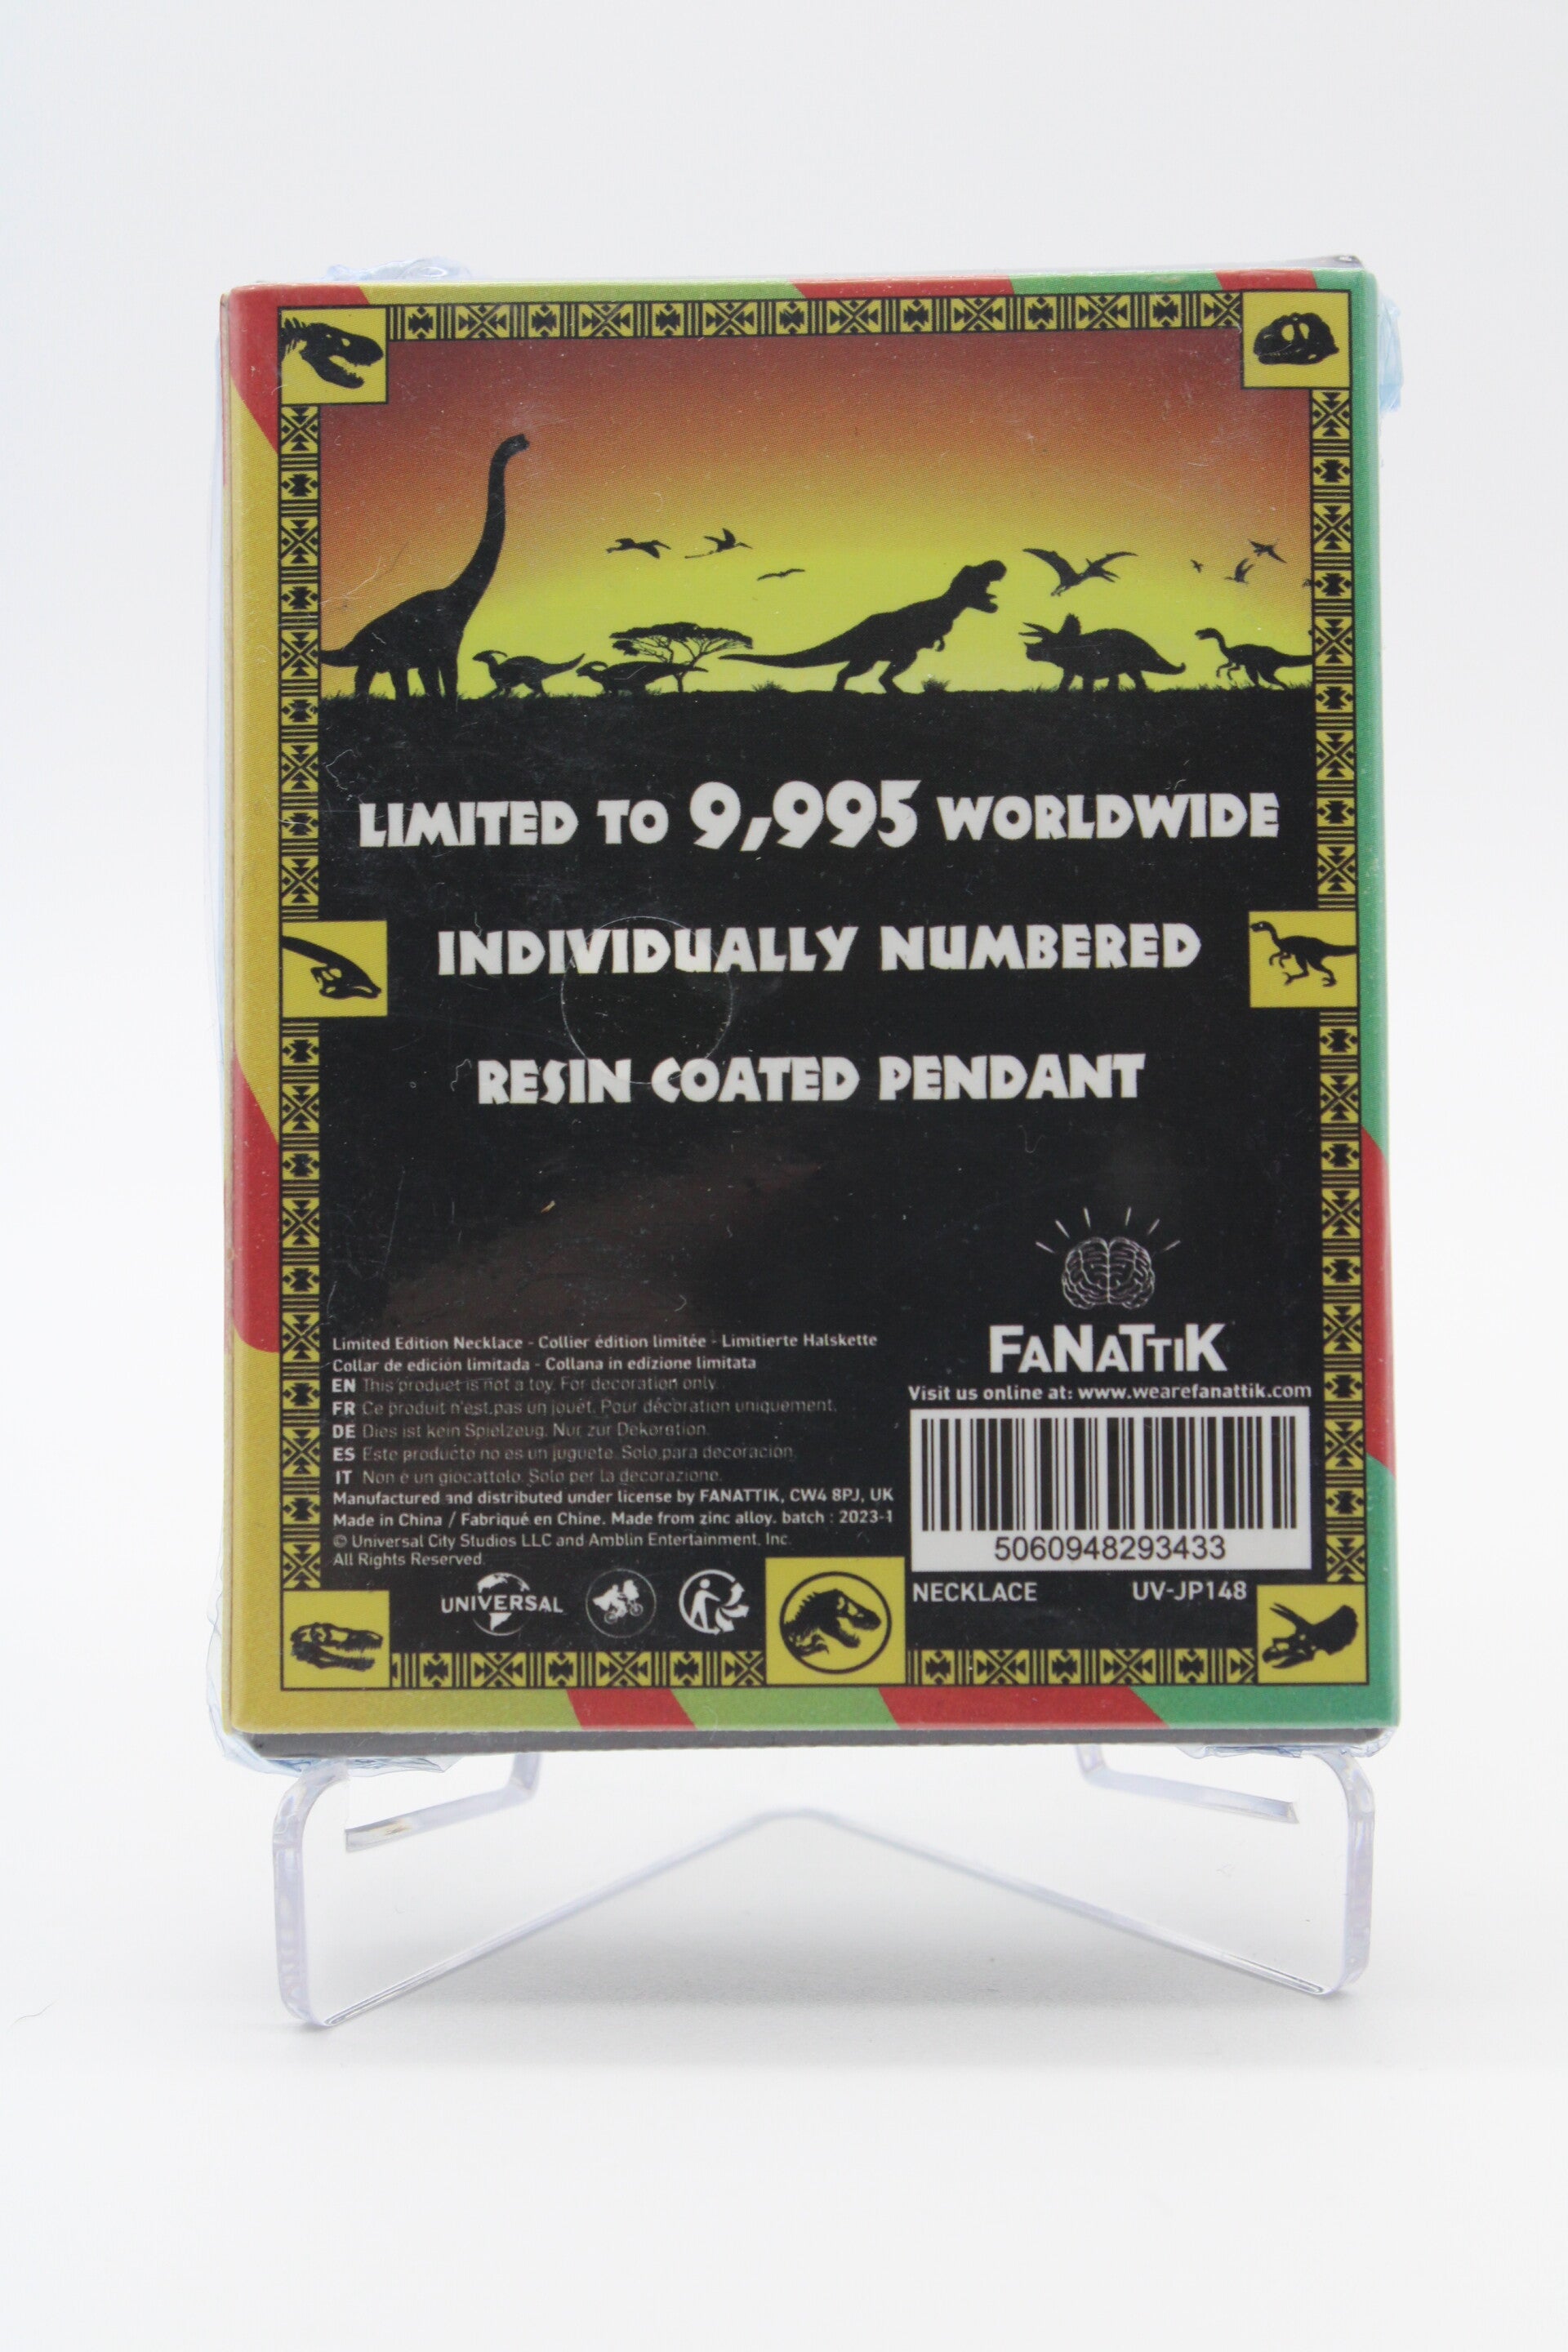 LIMITED TO 9,995 WORLDWIDE
INDIVIDUALLY NUMBERED
RESIN COATED PENDANT
Limited Edition Necklace - Collier édition limitée - Limitierte Halskette
Collar de edición limitada - Collana in edizione limitata
EN This product is not a toy. For decoration only.
FR Ce produit n'est pas un jouet. Pour décoration uniquement.
DE Dies ist kein Spielzeug. Nur zur Dekoration.
ES Este producto no es un juguete. Solo para decoración.
IT Non è un giocattolo. Solo per la decorazione.
Manufactured and distributed under license by FANATTIK, CW4 8PJ, UK
Made in China / Fabriqué en Chine. Made from zinc alloy. batch : 2023-1
© Universal City Studios LLC and Amblin Entertainment, Inc.
All Rights Reserved.
UNIVERSAL
FANATTIK
Visit us online at: www.wearefanattik.com
5060948293433
NECKLACE UV-JP148